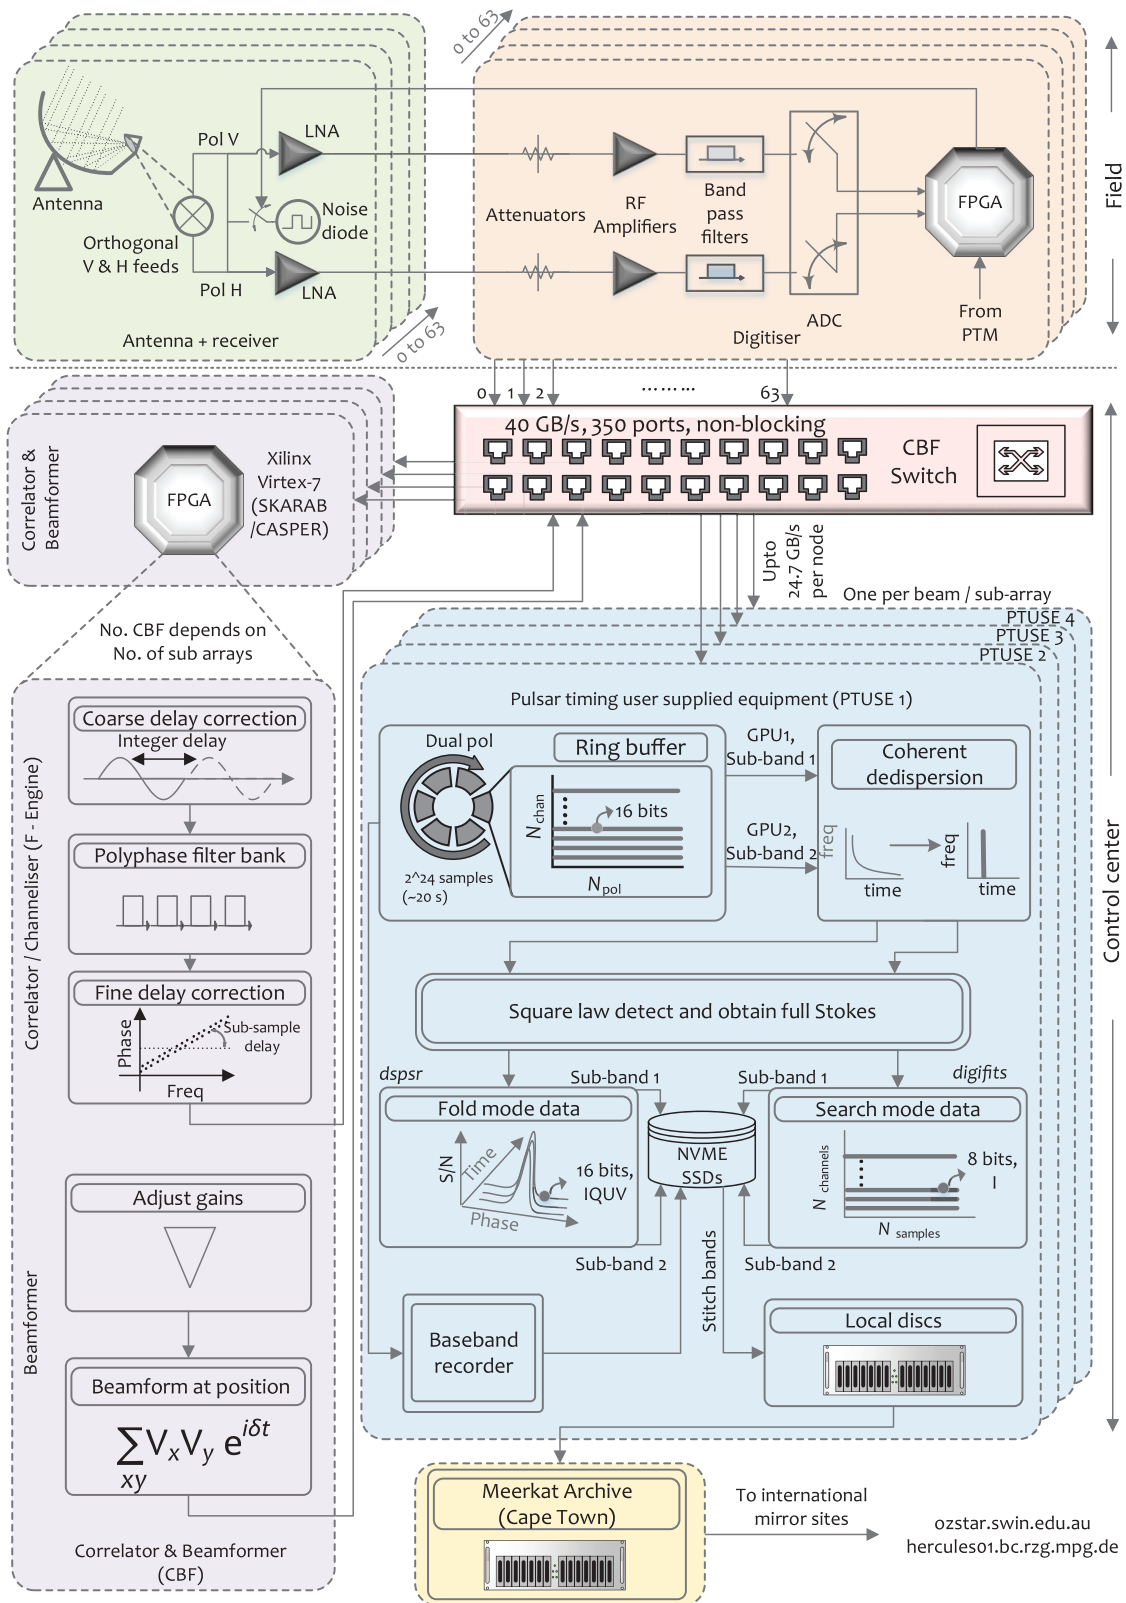 0 to 63
Pol V
LNA
Antenna
Noise
diode
Orthogonal
V & H feeds
Pol H
LNA
Antenna + receiver
0 to 63
Attenuators
RF
Amplifiers
Band
pass
filters
FPGA
ADC
From
PTM
Digitiser
Field
0
1
2
.........
63
40 GB/s, 350 ports, non-blocking
CBF
Switch
Correlator &
Beamformer
FPGA
Xilinx
Virtex-7
(SKARAB
/CASPER)
Upto
24.7 GB/s
per node
One per beam / sub-array
PTUSE 4
PTUSE 3
PTUSE 2
No. CBF depends on
No. of sub arrays
Correlator / Channeliser (F - Engine)
Coarse delay correction
Integer delay
Polyphase filter bank
Fine delay correction
Phase
Sub-sample
delay
Freq
Beamformer
Adjust gains
Beamform at position
∑ VxVy e^iδt
xy
Correlator & Beamformer
(CBF)
Pulsar timing user supplied equipment (PTUSE 1)
Dual pol
Ring buffer
Nchan
16 bits
Npol
2^24 samples
(~20 s)
GPU1,
Sub-band 1
GPU2,
Sub-band 2
Coherent
dedispersion
freq
time
freq
time
Square law detect and obtain full Stokes
dspsr
Sub-band 1
Sub-band 1
digifits
Fold mode data
S/N
Time
Phase
16 bits,
IQUV
NVME
SSDs
Search mode data
N channels
8 bits,
I
N samples
Sub-band 2
Sub-band 2
Stitch bands
Baseband
recorder
Local discs
Control center
Meerkat Archive
(Cape Town)
To international
mirror sites
ozstar.swin.edu.au
hercules01.bc.rzg.mpg.de